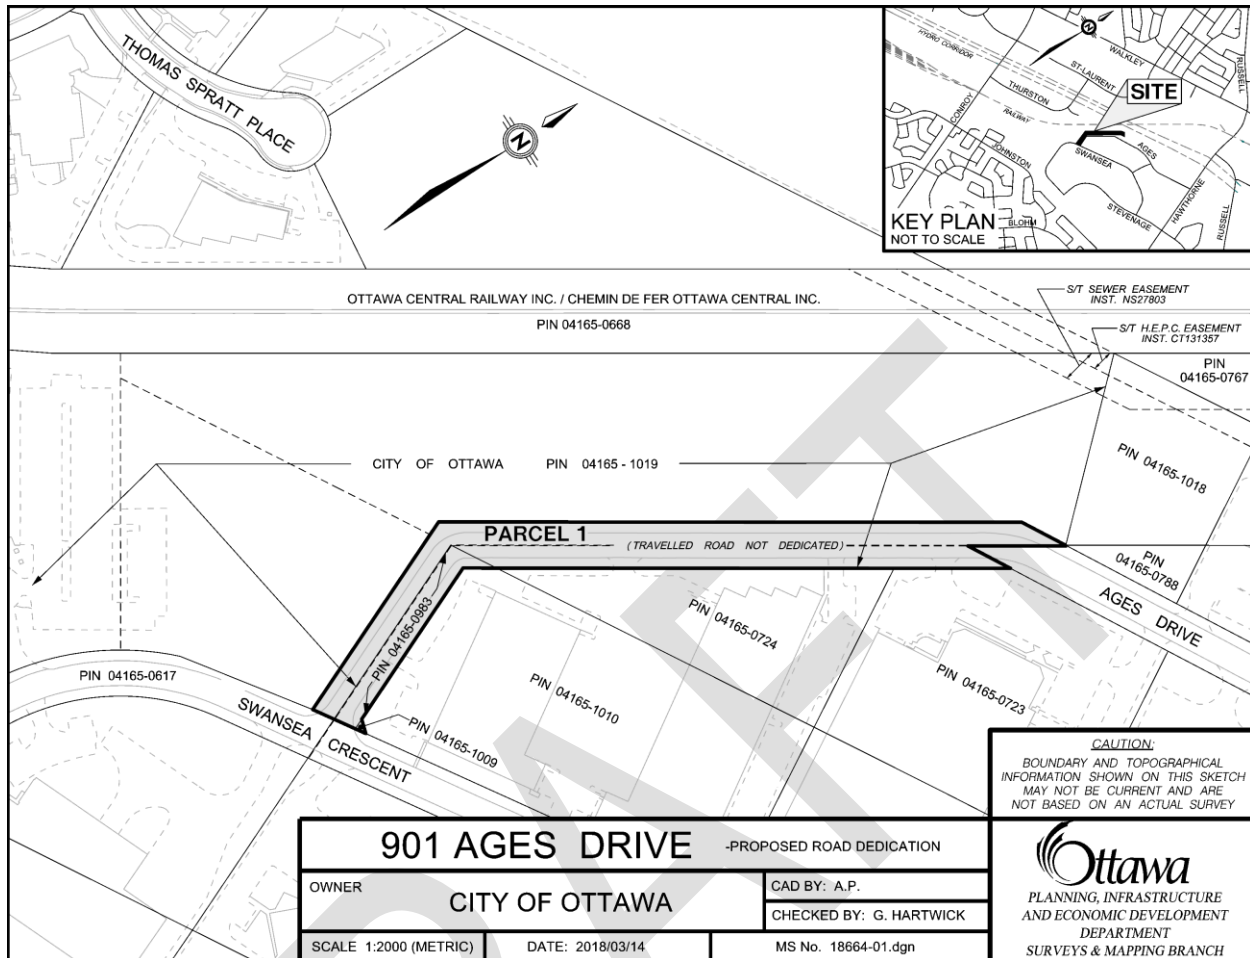 THOMAS SPRATT PLACE
N
HYDRO CORRIDOR
WALKLEY
ST-LAURENT
THURSTON
CONROY
RAILWAY
SITE
RUSSELL
JOHNSTON
SWANSEA
AGES
BLOHM
STEVENAGE
HAWTHORNE
RUSSELL
N
KEY PLAN
NOT TO SCALE
OTTAWA CENTRAL RAILWAY INC. / CHEMIN DE FER OTTAWA CENTRAL INC.
PIN 04165-0668
S/T SEWER EASEMENT
INST. NS27803
S/T H.E.P.C. EASEMENT
INST. CT131357
PIN
04165-0767
CITY OF OTTAWA PIN 04165 - 1019
PIN 04165-1018
PARCEL 1
(TRAVELLED ROAD NOT DEDICATED)
PIN
04165-0788
AGES DRIVE
PIN 04165-0983
PIN 04165-0724
PIN 04165-0617
PIN 04165-1010
PIN 04165-0723
SWANSEA CRESCENT
PIN 04165-1009
DRAFT
CAUTION:
BOUNDARY AND TOPOGRAPHICAL
INFORMATION SHOWN ON THIS SKETCH
MAY NOT BE CURRENT AND ARE
NOT BASED ON AN ACTUAL SURVEY
901 AGES DRIVE -PROPOSED ROAD DEDICATION
OWNER
CITY OF OTTAWA
CAD BY: A.P.
CHECKED BY: G. HARTWICK
SCALE 1:2000 (METRIC)
DATE: 2018/03/14
MS No. 18664-01.dgn
Ottawa
PLANNING, INFRASTRUCTURE
AND ECONOMIC DEVELOPMENT
DEPARTMENT
SURVEYS & MAPPING BRANCH